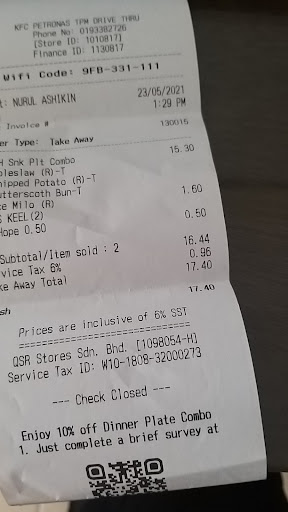 KFC PETRONAS TPM DRIVE THRU
Phone No: 0193382726
[Store ID: 1010817]
Finance ID: 1130817
Wifi Code: 9FB-331-111
: NURUL ASHIKIN 23/05/2021
1:29 PM
Invoice # 130015
er Type: Take Away
Snk Plt Combo 15.30
leslaw (R)-T
hipped Potato (R)-T
tterscoth Bun-T
ce Milo (R) 1.60
S KEEL(2)
Hope 0.50 0.50
Subtotal/Item sold : 2 16.44
vice Tax 6% 0.96
ke Away Total 17.40
sh 17.40
Prices are inclusive of 6% SST
QSR Stores Sdn. Bhd. [1098054-H]
Service Tax ID: W10-1808-32000273
--- Check Closed ---
Enjoy 10% off Dinner Plate Combo
1. Just complete a brief survey at